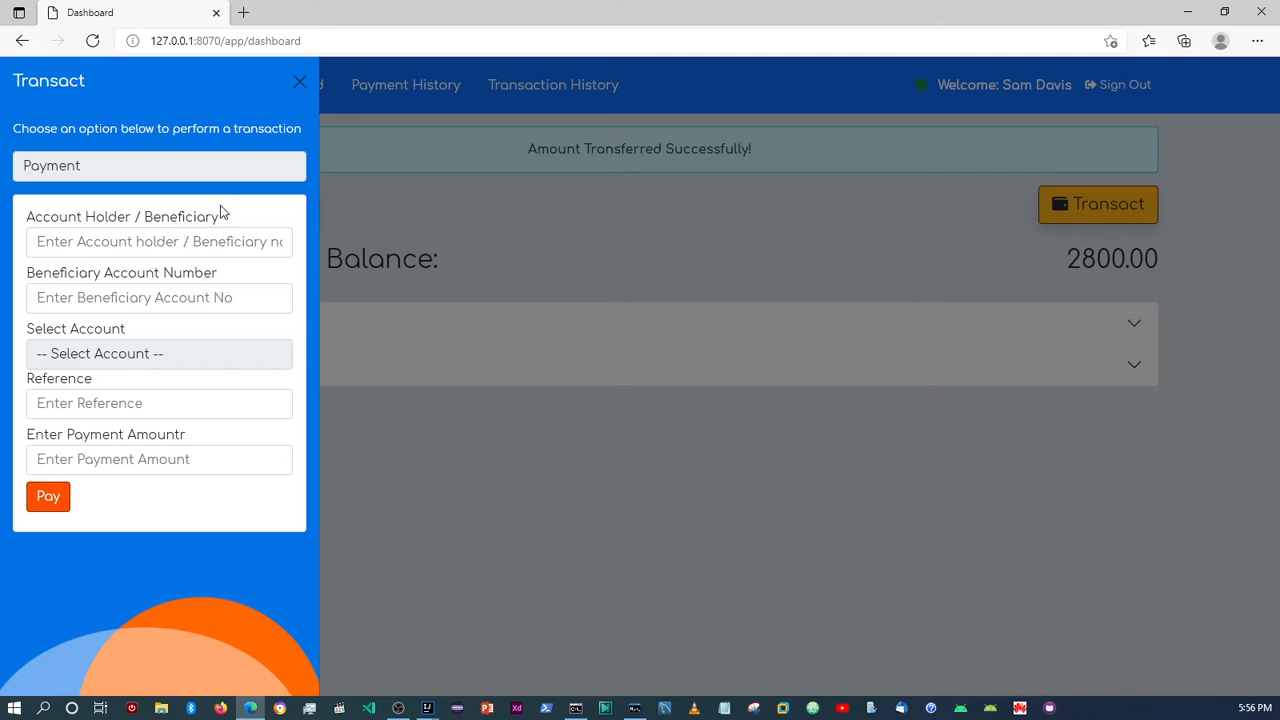 Dashboard
127.0.0.1:8070/app/dashboard
Transact
d Payment History Transaction History Welcome: Sam Davis Sign Out
Choose an option below to perform a transaction
Amount Transferred Successfully!
Payment
Transact
Account Holder / Beneficiary
Enter Account holder / Beneficiary na
Balance: 2800.00
Beneficiary Account Number
Enter Beneficiary Account No
Select Account
-- Select Account --
Reference
Enter Reference
Enter Payment Amountr
Enter Payment Amount
Pay
5:56 PM